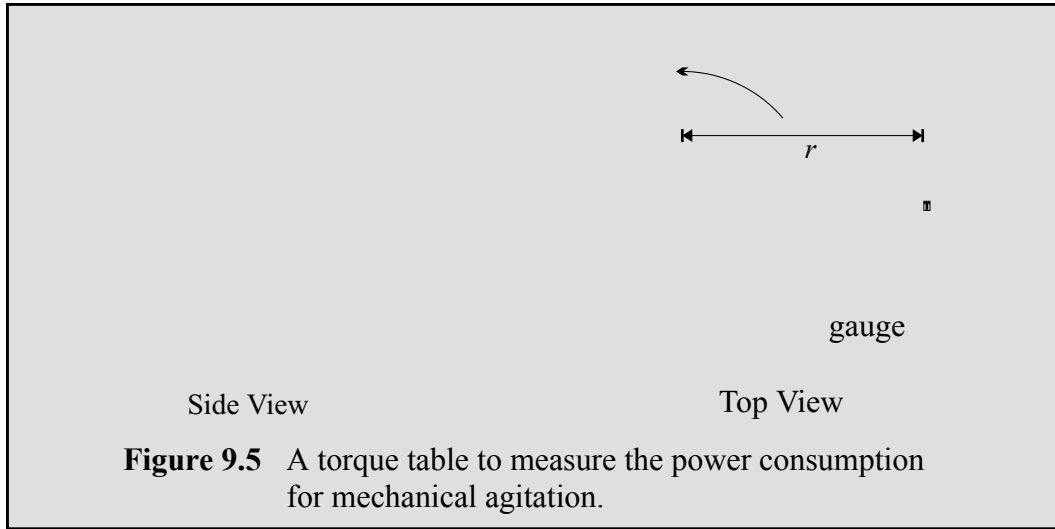 r
gauge
Side View
Top View
Figure 9.5 A torque table to measure the power consumption
for mechanical agitation.